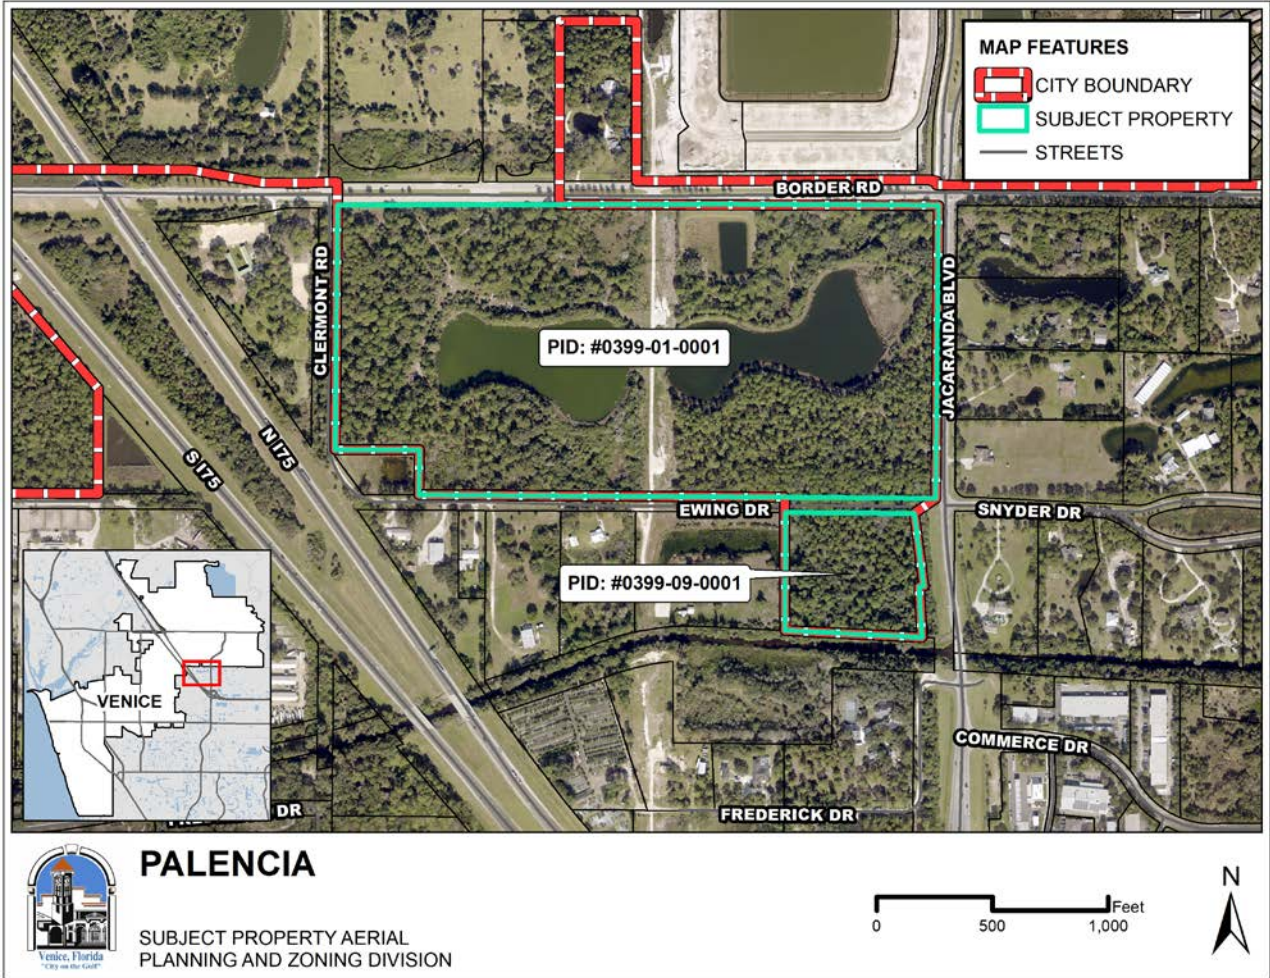 MAP FEATURES
CITY BOUNDARY
SUBJECT PROPERTY
STREETS
BORDER RD
CLERMONT RD
JACARANDA BLVD
PID: #0399-01-0001
N I75
S I75
EWING DR
SNYDER DR
PID: #0399-09-0001
VENICE
COMMERCE DR
FREDERICK DR
DR
PALENCIA
SUBJECT PROPERTY AERIAL
PLANNING AND ZONING DIVISION
Venice, Florida
"City on the Gulf"
Feet
0 500 1,000
N